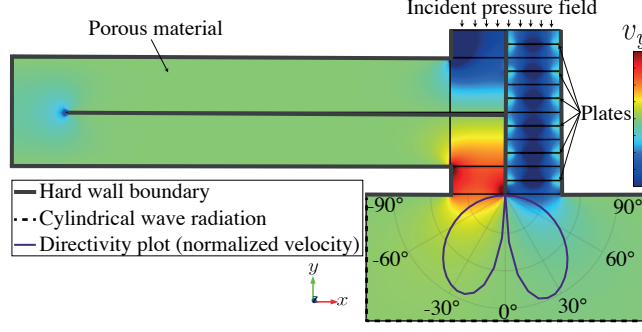 Incident pressure field
Porous material
v_y
Plates
Hard wall boundary
Cylindrical wave radiation
Directivity plot (normalized velocity)
-90°
90°
-60°
60°
-30°
0°
30°
y
z
x